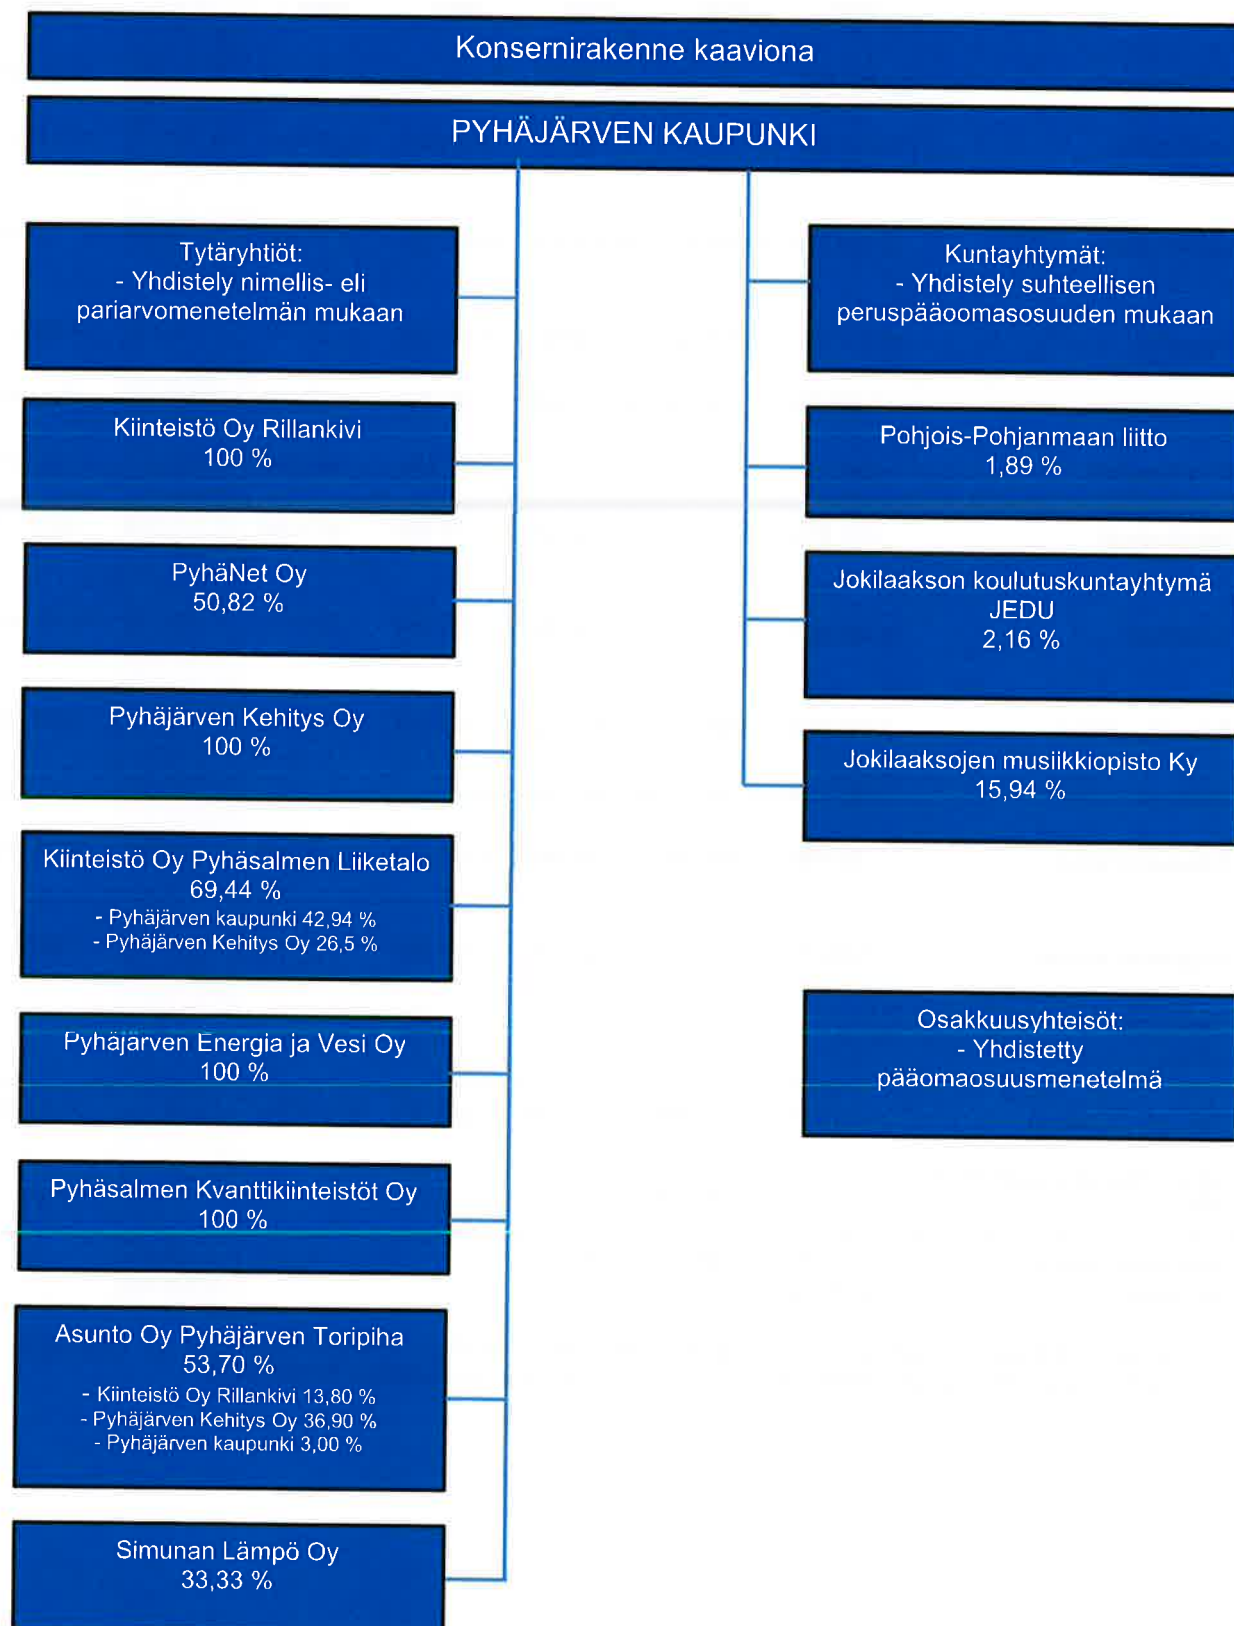 Konsernirakenne kaaviona
PYHÄJÄRVEN KAUPUNKI
Tytäryhtiöt:
- Yhdistely nimellis- eli
pariarvomenetelmän mukaan
Kiinteistö Oy Rillankivi
100 %
PyhäNet Oy
50,82 %
Pyhäjärven Kehitys Oy
100 %
Kiinteistö Oy Pyhäsalmen Liiketalo
69,44 %
- Pyhäjärven kaupunki 42,94 %
- Pyhäjärven Kehitys Oy 26,5 %
Pyhäjärven Energia ja Vesi Oy
100 %
Pyhäsalmen Kvanttikiinteistöt Oy
100 %
Asunto Oy Pyhäjärven Toripiha
53,70 %
- Kiinteistö Oy Rillankivi 13,80 %
- Pyhäjärven Kehitys Oy 36,90 %
- Pyhäjärven kaupunki 3,00 %
Simunan Lämpö Oy
33,33 %
Kuntayhtymät:
- Yhdistely suhteellisen
peruspääoomasosuuden mukaan
Pohjois-Pohjanmaan liitto
1,89 %
Jokilaakson koulutuskuntayhtymä
JEDU
2,16 %
Jokilaaksojen musiikkiopisto Ky
15,94 %
Osakkuusyhteisöt:
- Yhdistetty
pääomaosuusmenetelmä